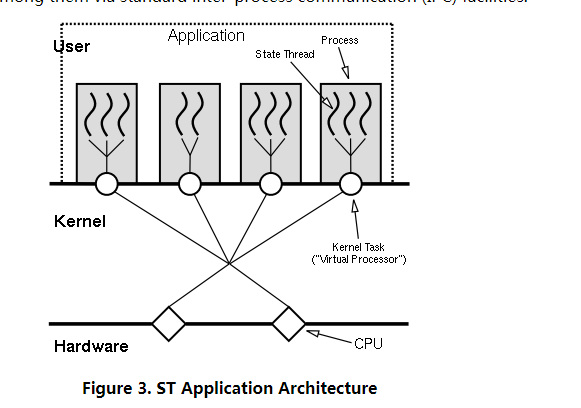 among them via standard inter-process communication (IPC) facilities.
Application
User
Process
State Thread
Kernel
Kernel Task
("Virtual Processor")
CPU
Hardware
Figure 3. ST Application Architecture